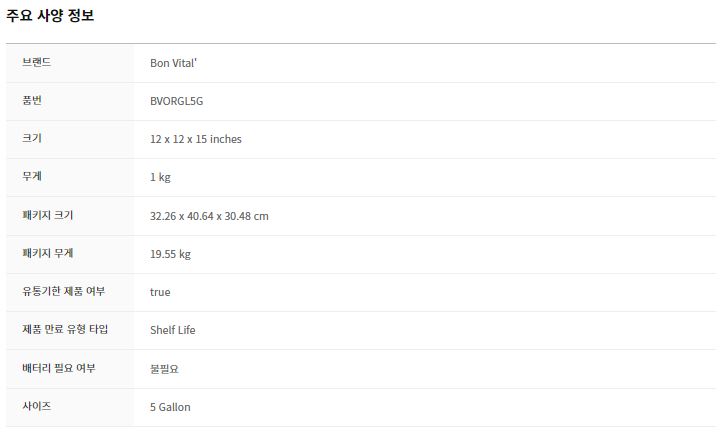 주요 사양 정보
브랜드 Bon Vital'
품번 BVORGL5G
크기 12 x 12 x 15 inches
무게 1 kg
패키지 크기 32.26 x 40.64 x 30.48 cm
패키지 무게 19.55 kg
유통기한 제품 여부 true
제품 만료 유형 타입 Shelf Life
배터리 필요 여부 불필요
사이즈 5 Gallon